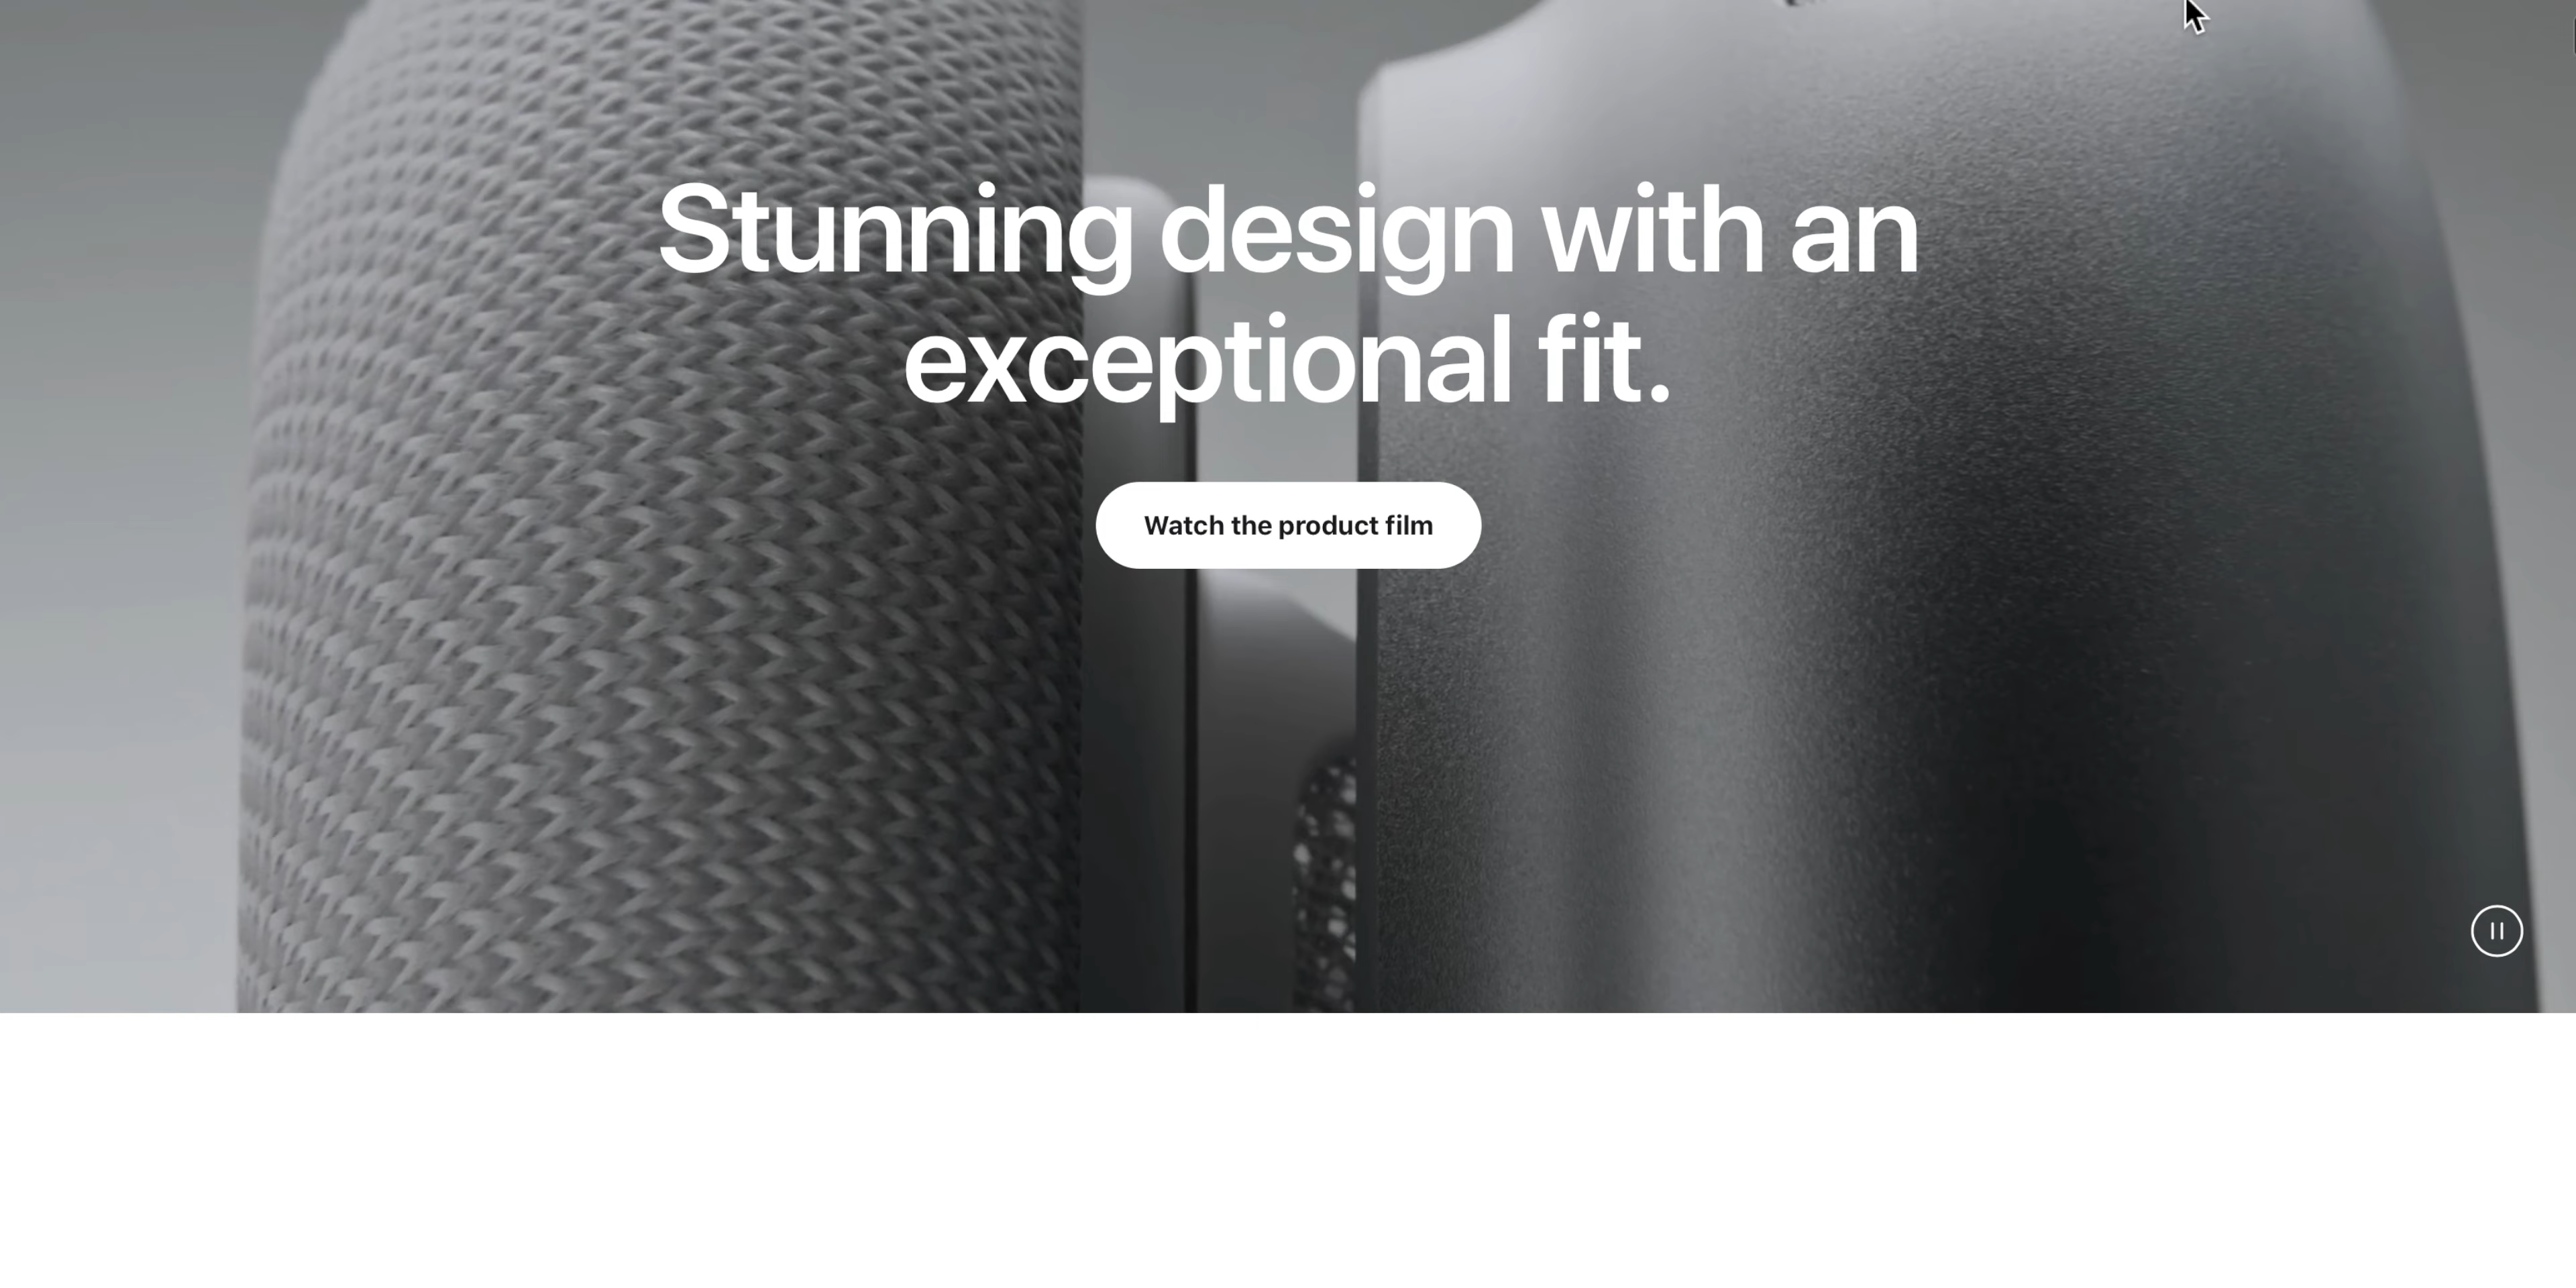 Stunning design with an
exceptional fit.
Watch the product film